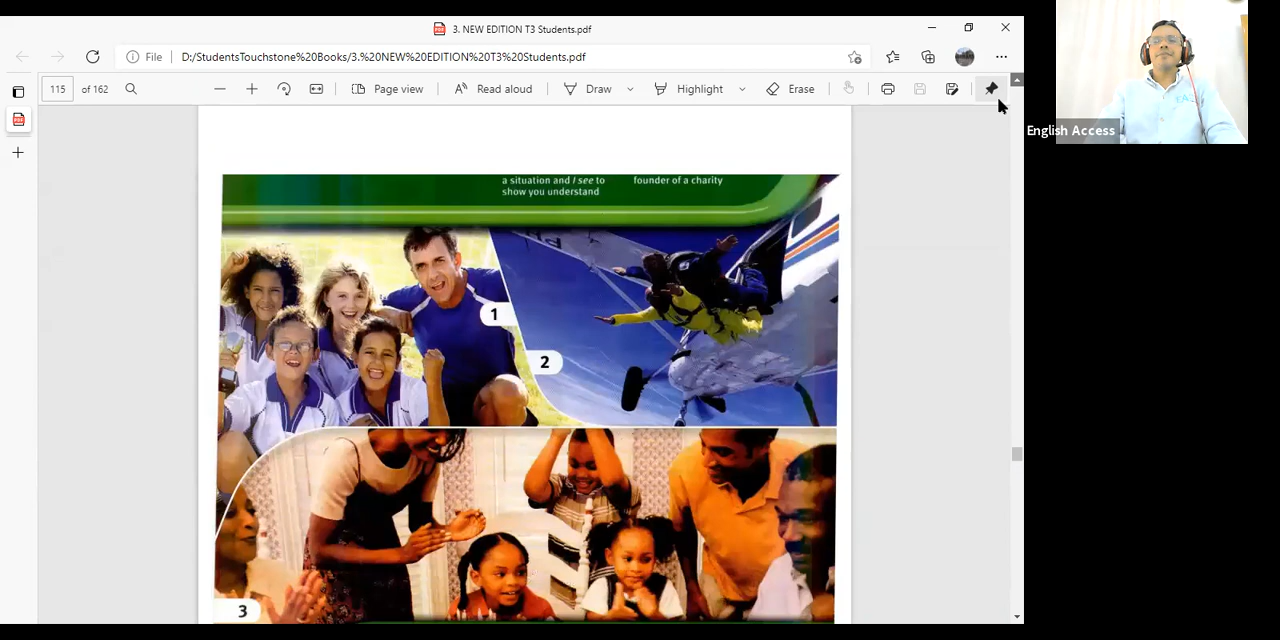 3. NEW EDITION T3 Students.pdf
File
D:/StudentsTouchstone%20Books/3.%20NEW%20EDITION%20T3%20Students.pdf
115 of 162
Page view
Read aloud
Draw
Highlight
Erase
English Access
a situation and I see to
show you understand
founder of a charity
1
2
3